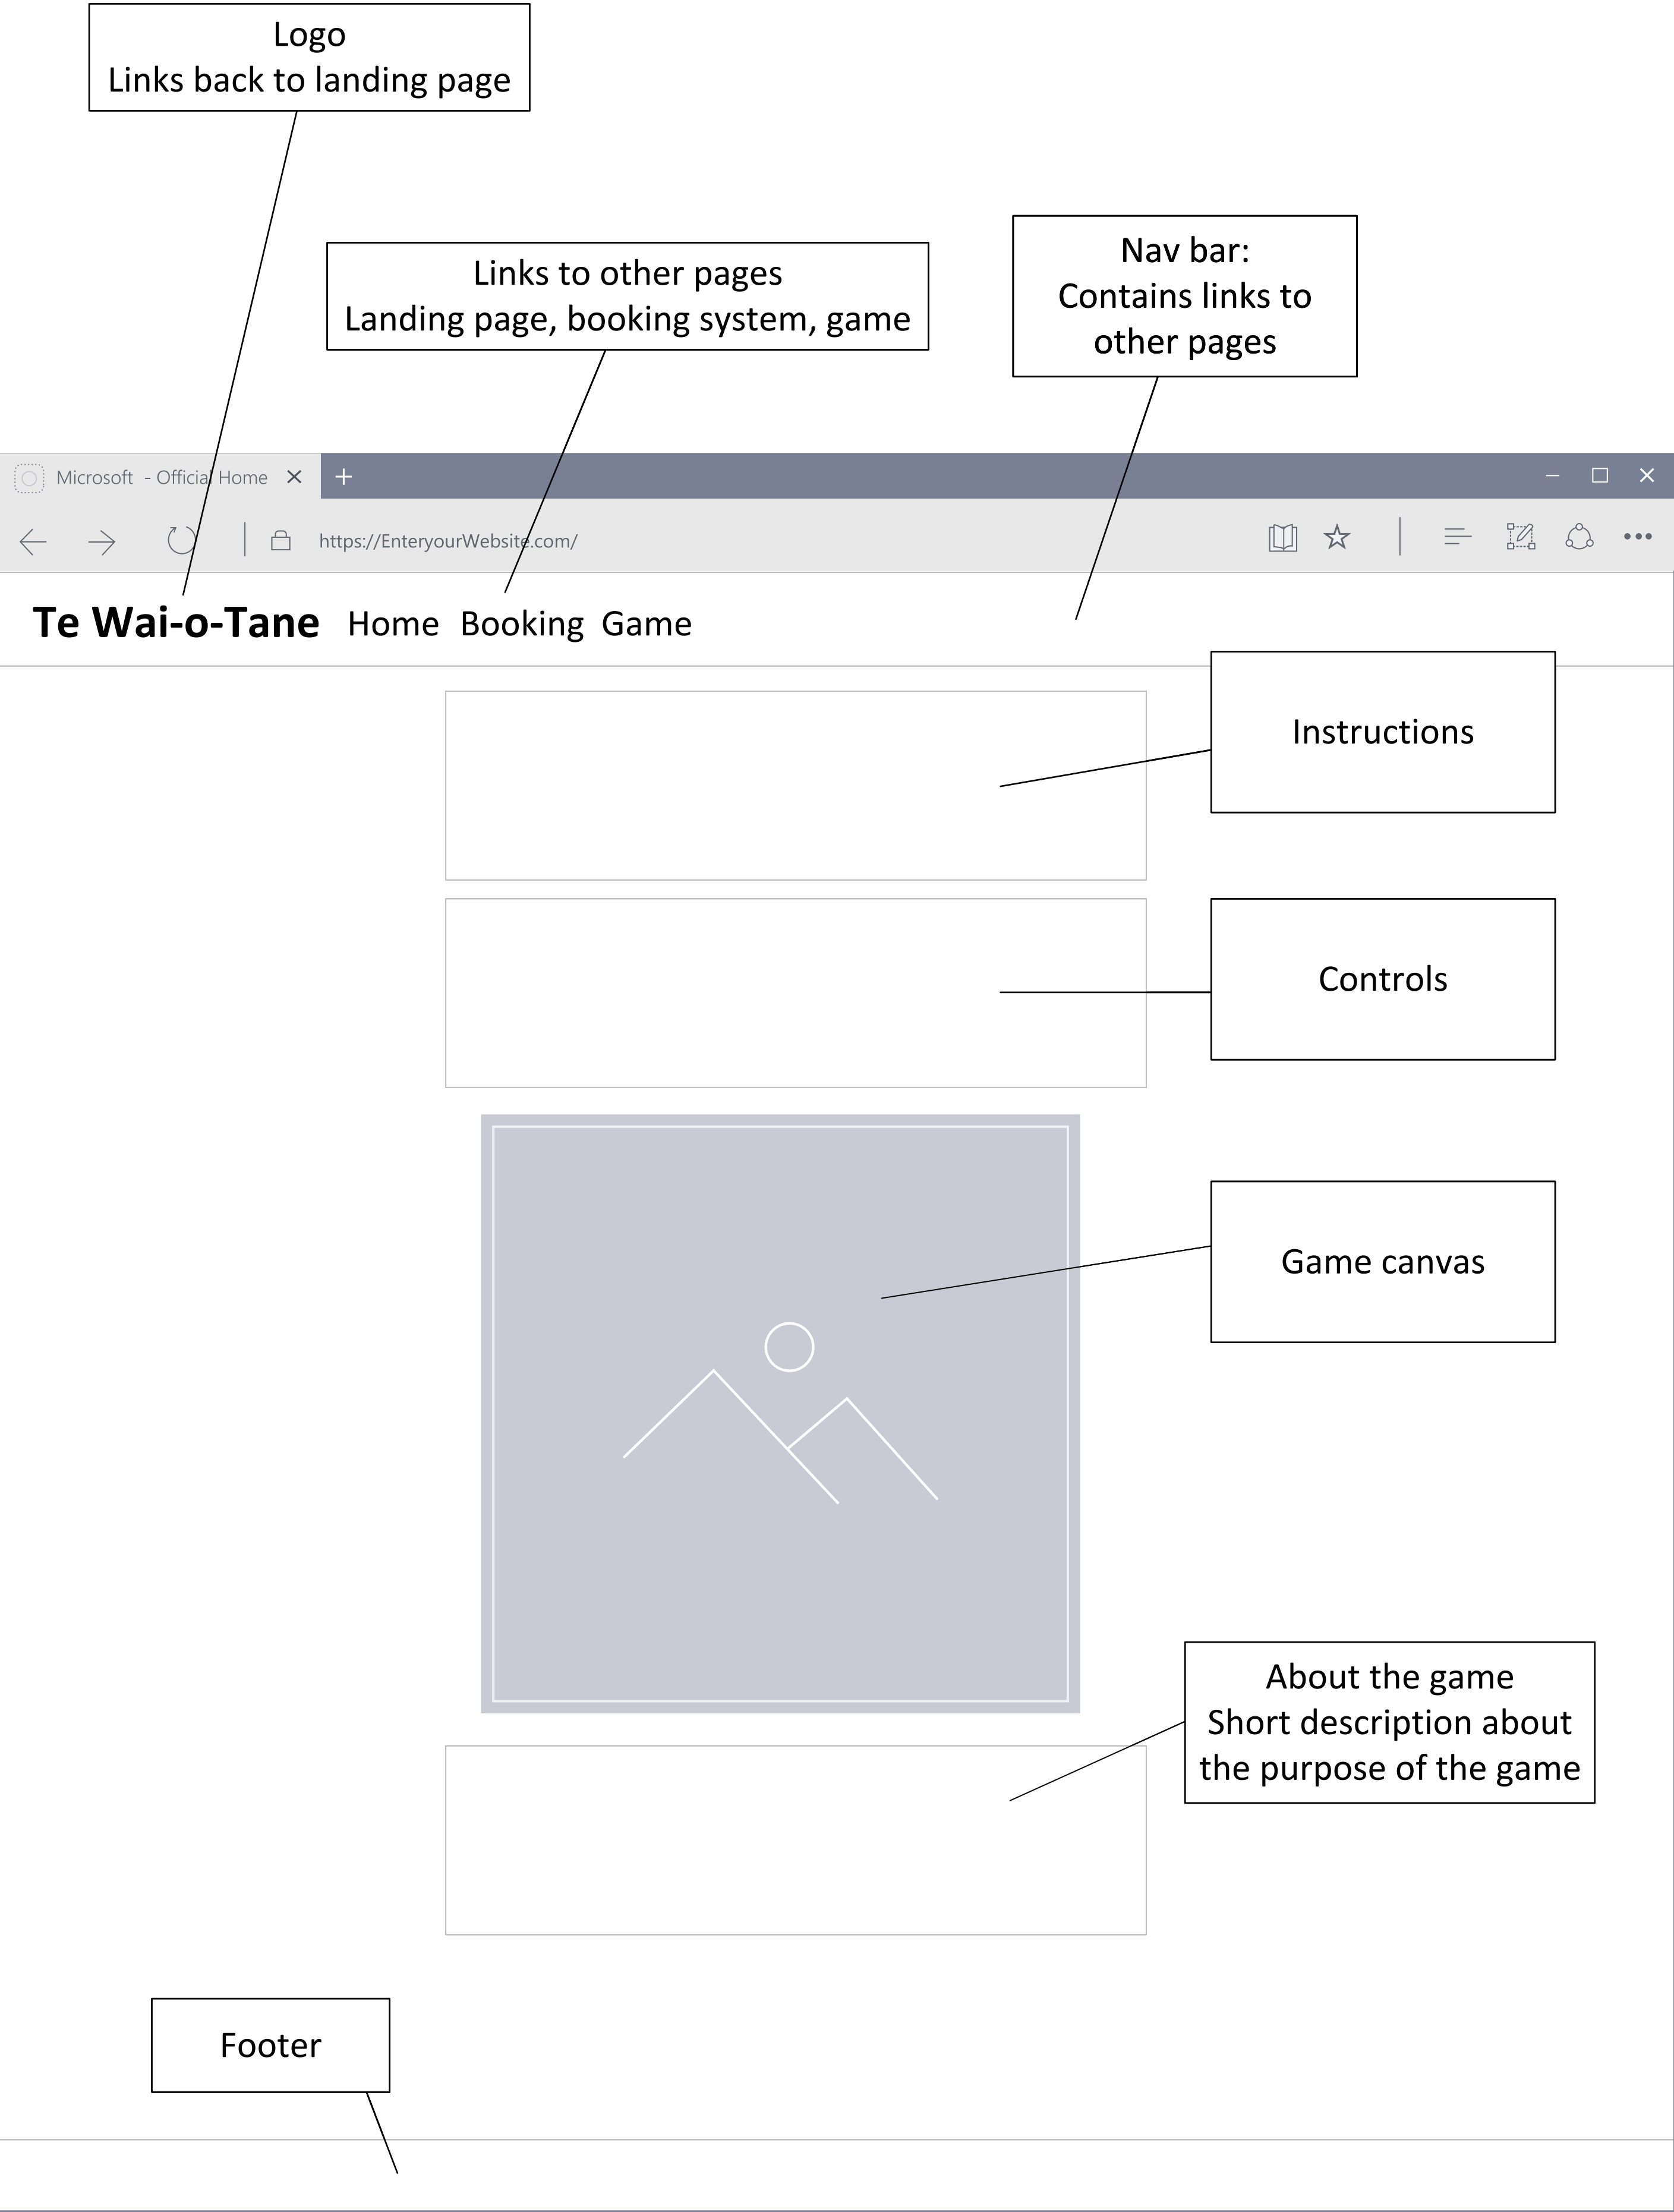 Logo
Links back to landing page
Links to other pages
Landing page, booking system, game
Nav bar:
Contains links to
other pages
Microsoft - Official Home
https://EnteryourWebsite.com/
Te Wai-o-Tane Home Booking Game
Instructions
Controls
Game canvas
About the game
Short description about
the purpose of the game
Footer